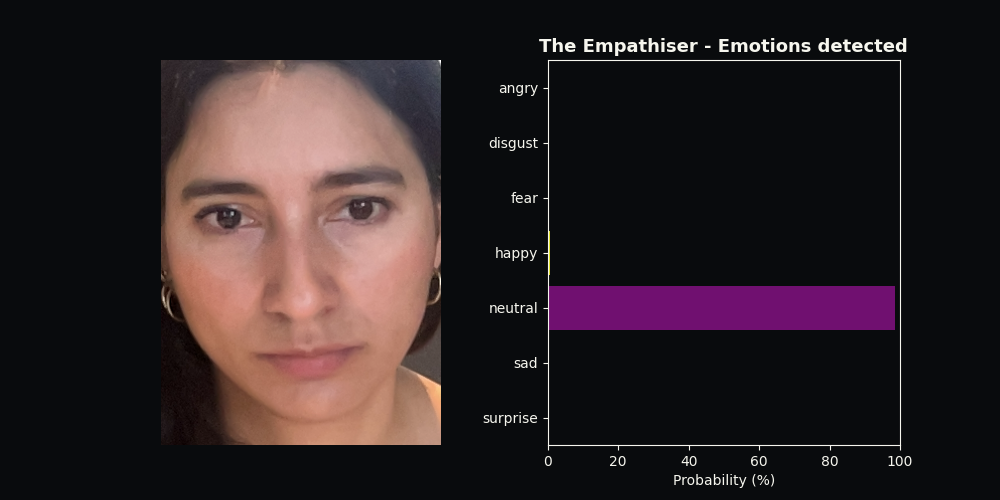 The Empathiser - Emotions detected
angry
disgust
fear
happy
neutral
sad
surprise
0 20 40 60 80 100
Probability (%)